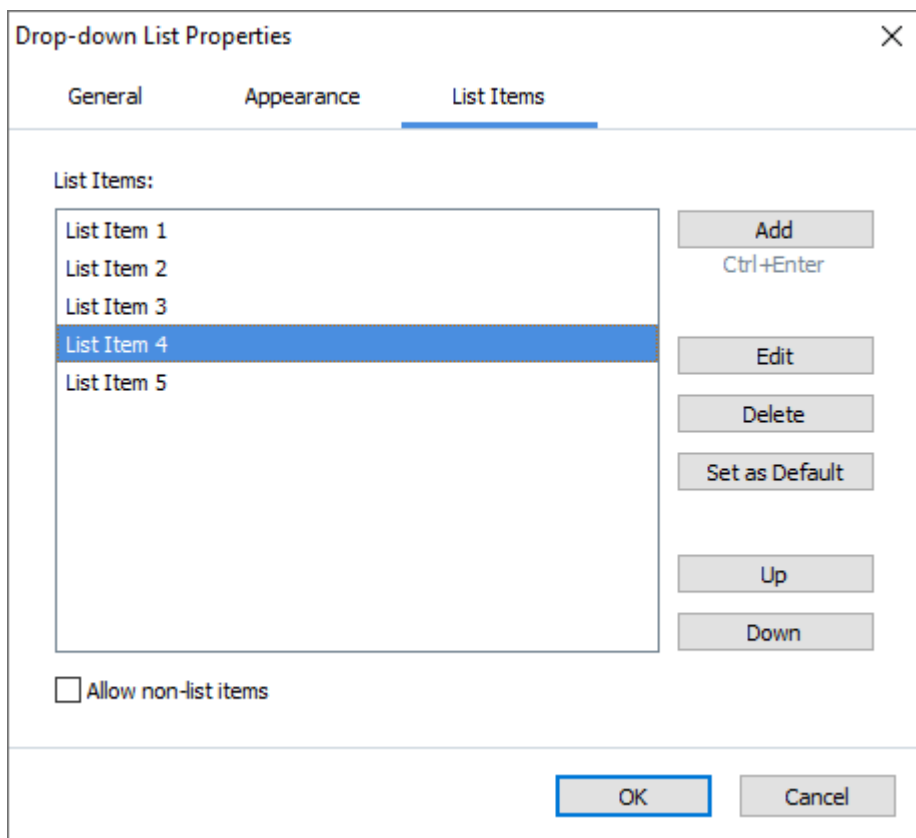 Drop-down List Properties
General Appearance List Items
List Items:
List Item 1
List Item 2
List Item 3
List Item 4
List Item 5
Add
Ctrl+Enter
Edit
Delete
Set as Default
Up
Down
Allow non-list items
OK Cancel